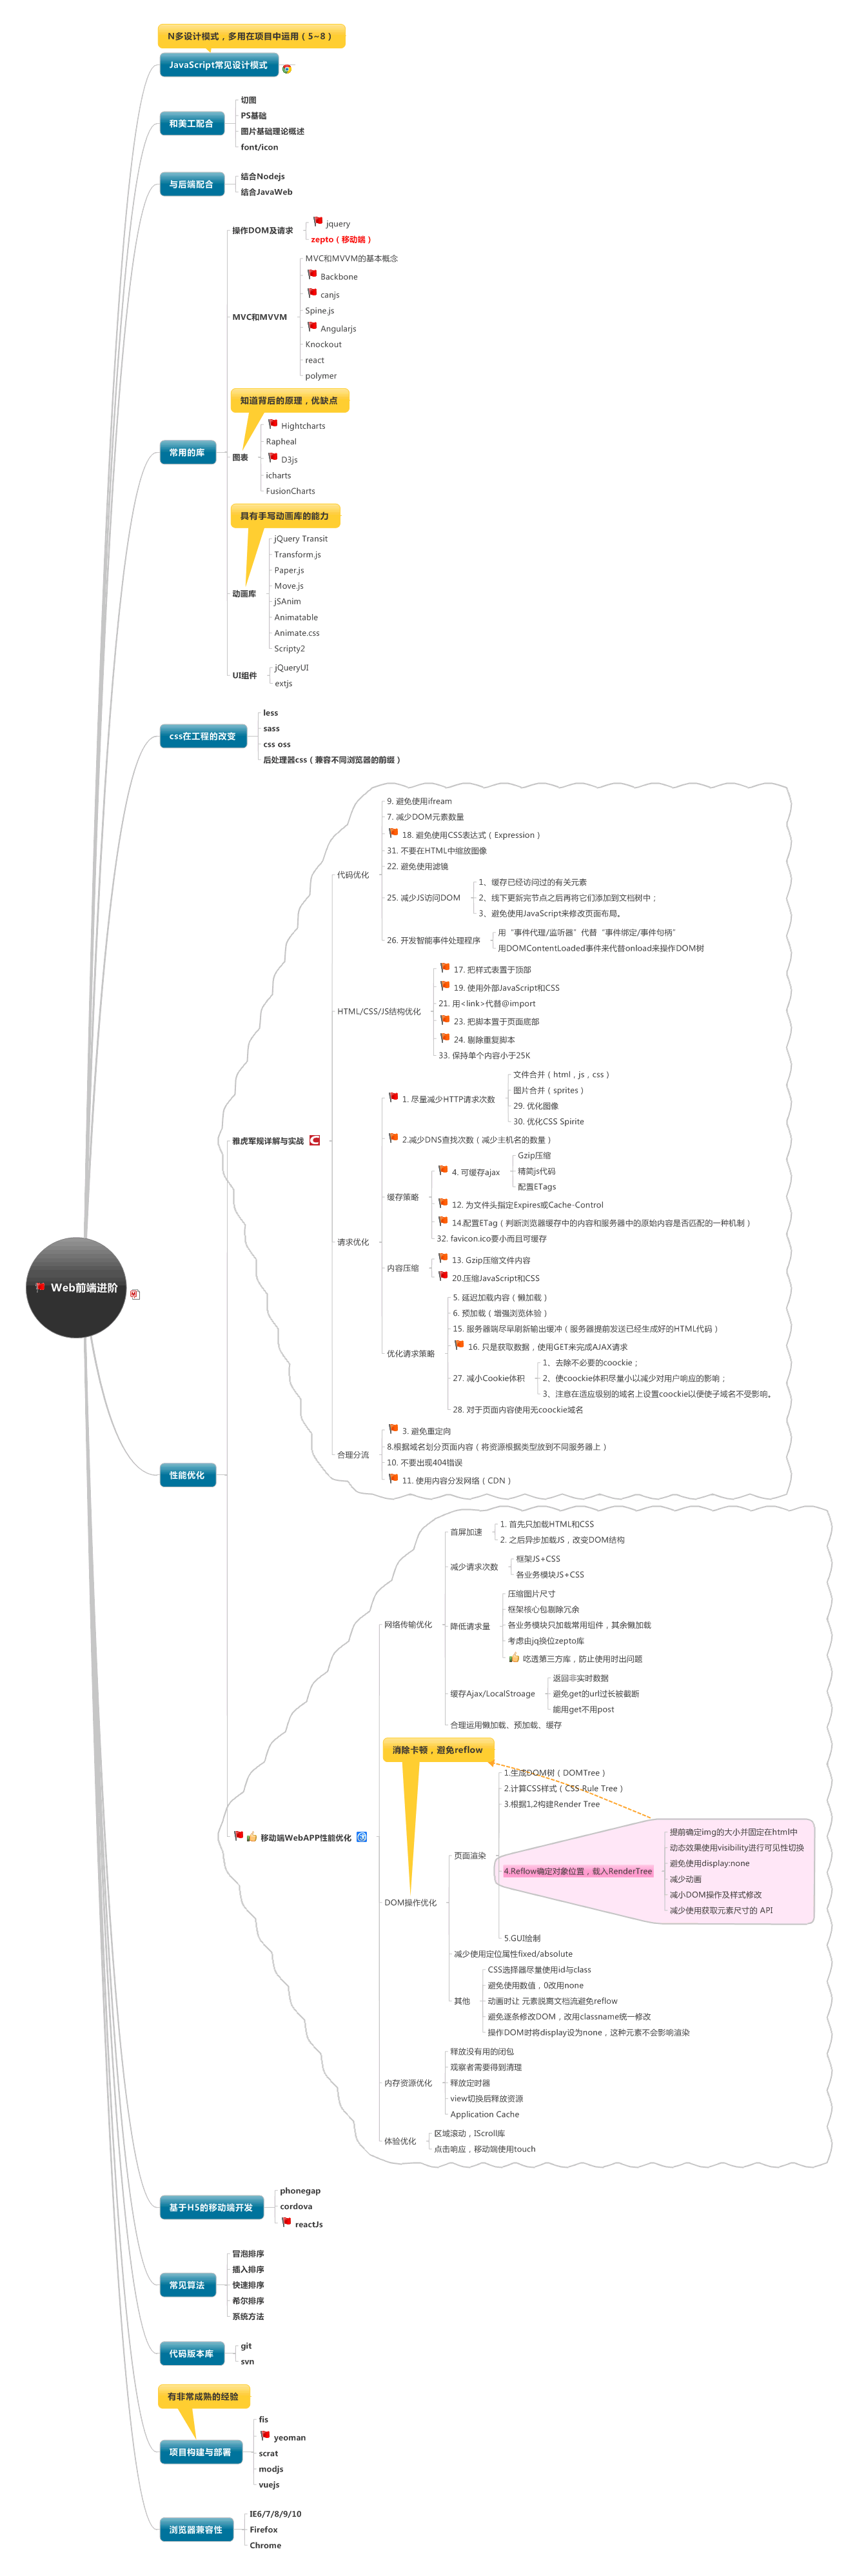 N多设计模式，多用在项目中运用（5~8）
JavaScript常见设计模式
和美工配合
切图
PS基础
图片基础理论概述
font/icon
与后端配合
结合Nodejs
结合JavaWeb
常用的库
操作DOM及请求
jquery
zepto（移动端）
MVC和MVVM
MVC和MVVM的基本概念
Backbone
canjs
Spine.js
Angularjs
Knockout
react
polymer
知道背后的原理，优缺点
图表
Hightcharts
Rapheal
D3js
icharts
FusionCharts
具有手写动画库的能力
动画库
jQuery Transit
Transform.js
Paper.js
Move.js
jSAnim
Animatable
Animate.css
Scripty2
UI组件
jQueryUI
extjs
css在工程的改变
less
sass
css oss
后处理器css（兼容不同浏览器的前缀）
Web前端进阶
性能优化
雅虎军规详解与实战
代码优化
9. 避免使用ifream
7. 减少DOM元素数量
18. 避免使用CSS表达式（Expression）
31. 不要在HTML中缩放图像
22. 避免使用滤镜
25. 减少JS访问DOM
1、缓存已经访问过的有关元素
2、线下更新完节点之后再将它们添加到文档树中；
3、避免使用JavaScript来修改页面布局。
26. 开发智能事件处理程序
用“事件代理/监听器”代替“事件绑定/事件句柄”
用DOMContentLoaded事件来代替onload来操作DOM树
HTML/CSS/JS结构优化
17. 把样式表置于顶部
19. 使用外部JavaScript和CSS
21. 用<link>代替@import
23. 把脚本置于页面底部
24. 剔除重复脚本
33. 保持单个内容小于25K
请求优化
1. 尽量减少HTTP请求次数
文件合并（html，js，css）
图片合并（sprites）
29. 优化图像
30. 优化CSS Spirite
2.减少DNS查找次数（减少主机名的数量）
缓存策略
4. 可缓存ajax
Gzip压缩
精简js代码
配置ETags
12. 为文件头指定Expires或Cache-Control
14.配置ETag（判断浏览器缓存中的内容和服务器中的原始内容是否匹配的一种机制）
32. favicon.ico要小而且可缓存
内容压缩
13. Gzip压缩文件内容
20.压缩JavaScript和CSS
优化请求策略
5. 延迟加载内容（懒加载）
6. 预加载（增强浏览体验）
15. 服务器端尽早刷新输出缓冲（服务器提前发送已经生成好的HTML代码）
16. 只是获取数据，使用GET来完成AJAX请求
27. 减小Cookie体积
1、去除不必要的coockie；
2、使coockie体积尽量小以减少对用户响应的影响；
3、注意在适应级别的域名上设置coockie以便使子域名不受影响。
28. 对于页面内容使用无coockie域名
合理分流
3. 避免重定向
8.根据域名划分页面内容（将资源根据类型放到不同服务器上）
10. 不要出现404错误
11. 使用内容分发网络（CDN）
移动端WebAPP性能优化
网络传输优化
首屏加速
1. 首先只加载HTML和CSS
2. 之后异步加载JS，改变DOM结构
减少请求次数
框架JS+CSS
各业务模块JS+CSS
降低请求量
压缩图片尺寸
框架核心包剔除冗余
各业务模块只加载常用组件，其余懒加载
考虑由jq换位zepto库
吃透第三方库，防止使用时出问题
缓存Ajax/LocalStroage
返回非实时数据
避免get的url过长被截断
能用get不用post
合理运用懒加载、预加载、缓存
消除卡顿，避免reflow
DOM操作优化
页面渲染
1.生成DOM树（DOMTree）
2.计算CSS样式（CSS Rule Tree）
3.根据1,2构建Render Tree
4.Reflow确定对象位置，载入RenderTree
提前确定img的大小并固定在html中
动态效果使用visibility进行可见性切换
避免使用display:none
减少动画
减小DOM操作及样式修改
减少使用获取元素尺寸的 API
5.GUI绘制
减少使用定位属性fixed/absolute
其他
CSS选择器尽量使用id与class
避免使用数值，0改用none
动画时让 元素脱离文档流避免reflow
避免逐条修改DOM，改用classname统一修改
操作DOM时将display设为none，这种元素不会影响渲染
内存资源优化
释放没有用的闭包
观察者需要得到清理
释放定时器
view切换后释放资源
Application Cache
体验优化
区域滚动，IScroll库
点击响应，移动端使用touch
基于H5的移动端开发
phonegap
cordova
reactJs
常见算法
冒泡排序
插入排序
快速排序
希尔排序
系统方法
代码版本库
git
svn
有非常成熟的经验
项目构建与部署
fis
yeoman
scrat
modjs
vuejs
浏览器兼容性
IE6/7/8/9/10
Firefox
Chrome